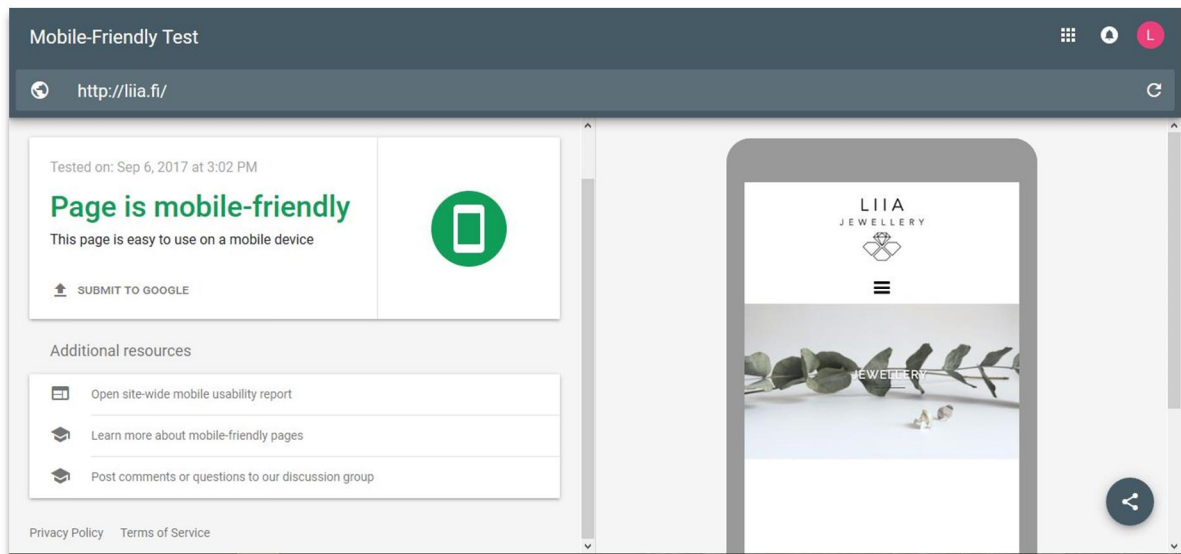 Mobile-Friendly Test
L
http://liia.fi/
Tested on: Sep 6, 2017 at 3:02 PM
Page is mobile-friendly
This page is easy to use on a mobile device
SUBMIT TO GOOGLE
Additional resources
Open site-wide mobile usability report
Learn more about mobile-friendly pages
Post comments or questions to our discussion group
Privacy Policy Terms of Service
LIIA
JEWELLERY
JEWELLERY